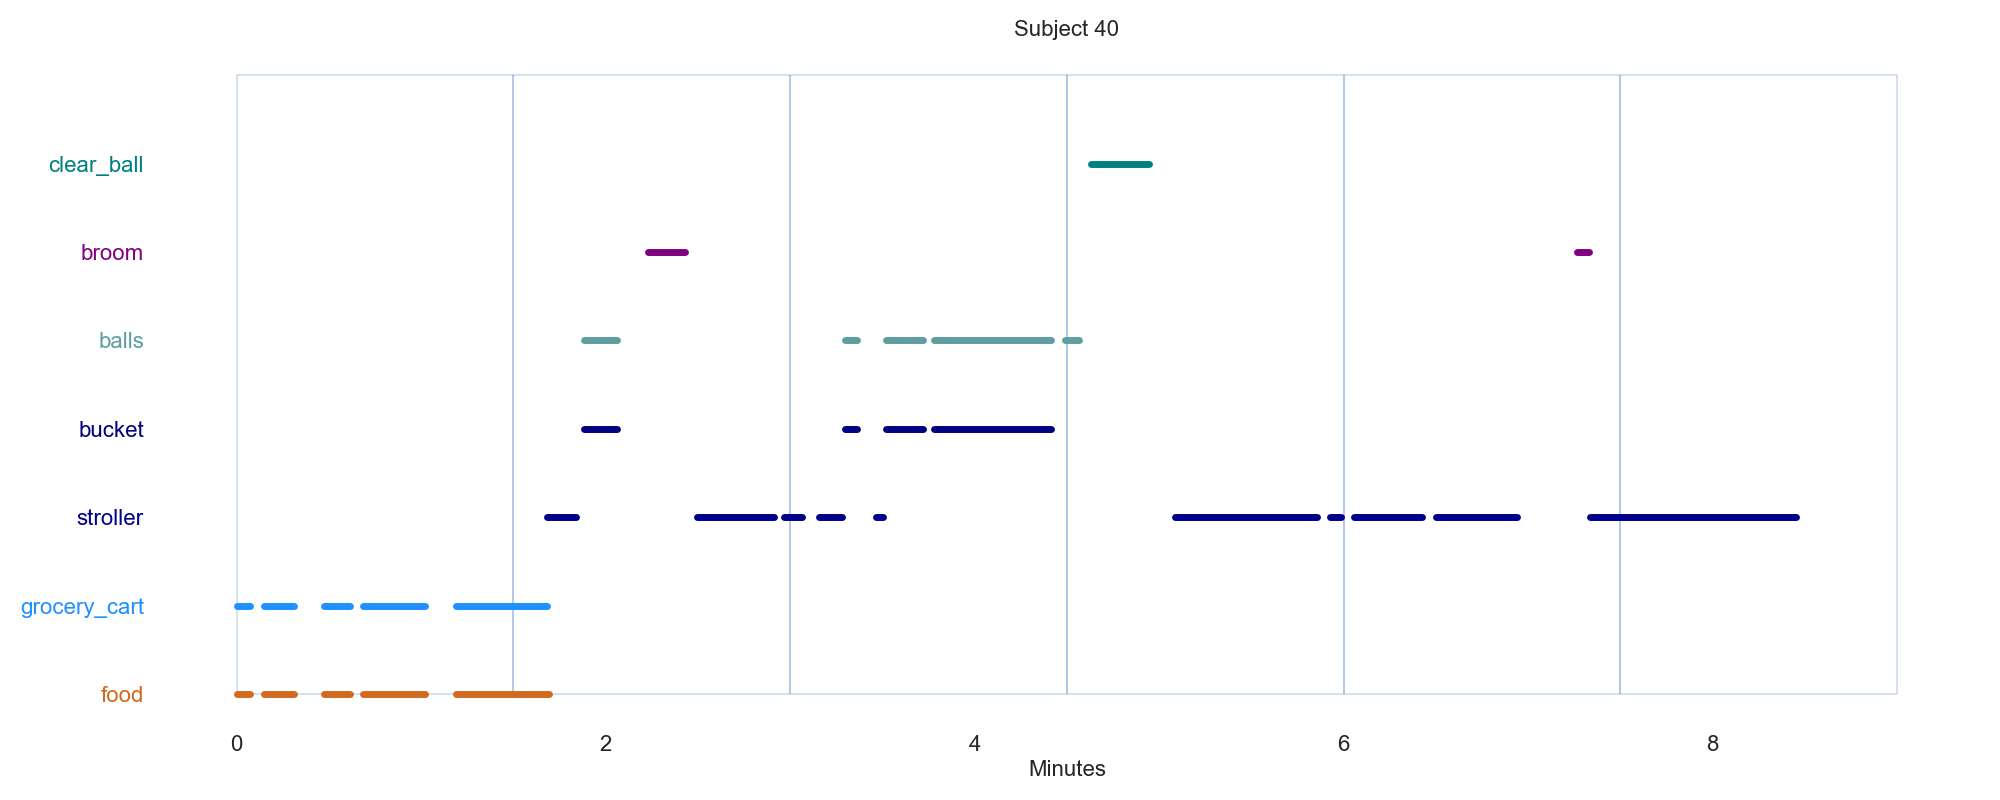 Subject 40
clear_ball
broom
balls
bucket
stroller
grocery_cart
food
0 2 4 6 8
Minutes